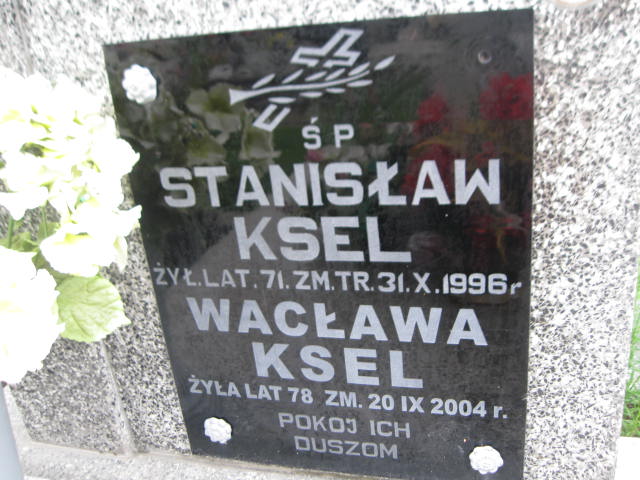 ŚP
STANISŁAW
KSEL
ŻYŁ.LAT.71.ZM.TR.31.X.1996r
WACŁAWA
KSEL
ŻYŁA LAT 78 ZM. 20 IX 2004 r.
POKOJ ICH
DUSZOM